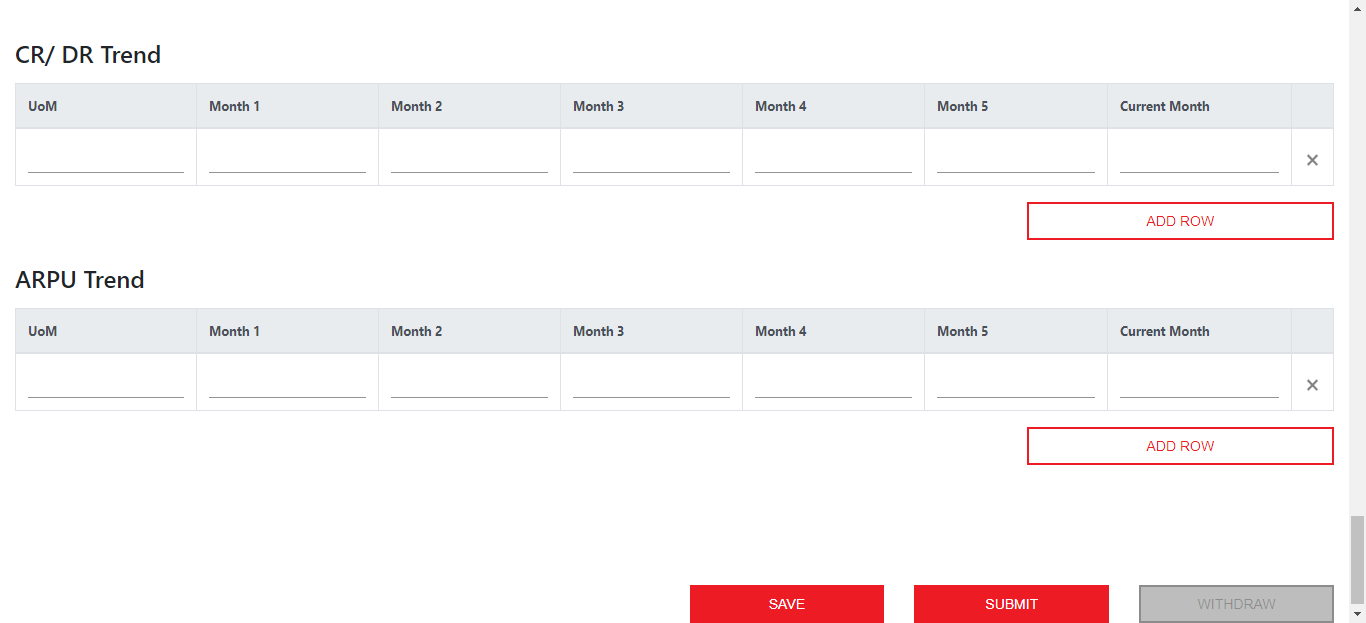 CR/ DR Trend
UoM Month 1 Month 2 Month 3 Month 4 Month 5 Current Month
×
ADD ROW
ARPU Trend
UoM Month 1 Month 2 Month 3 Month 4 Month 5 Current Month
×
ADD ROW
SAVE SUBMIT WITHDRAW